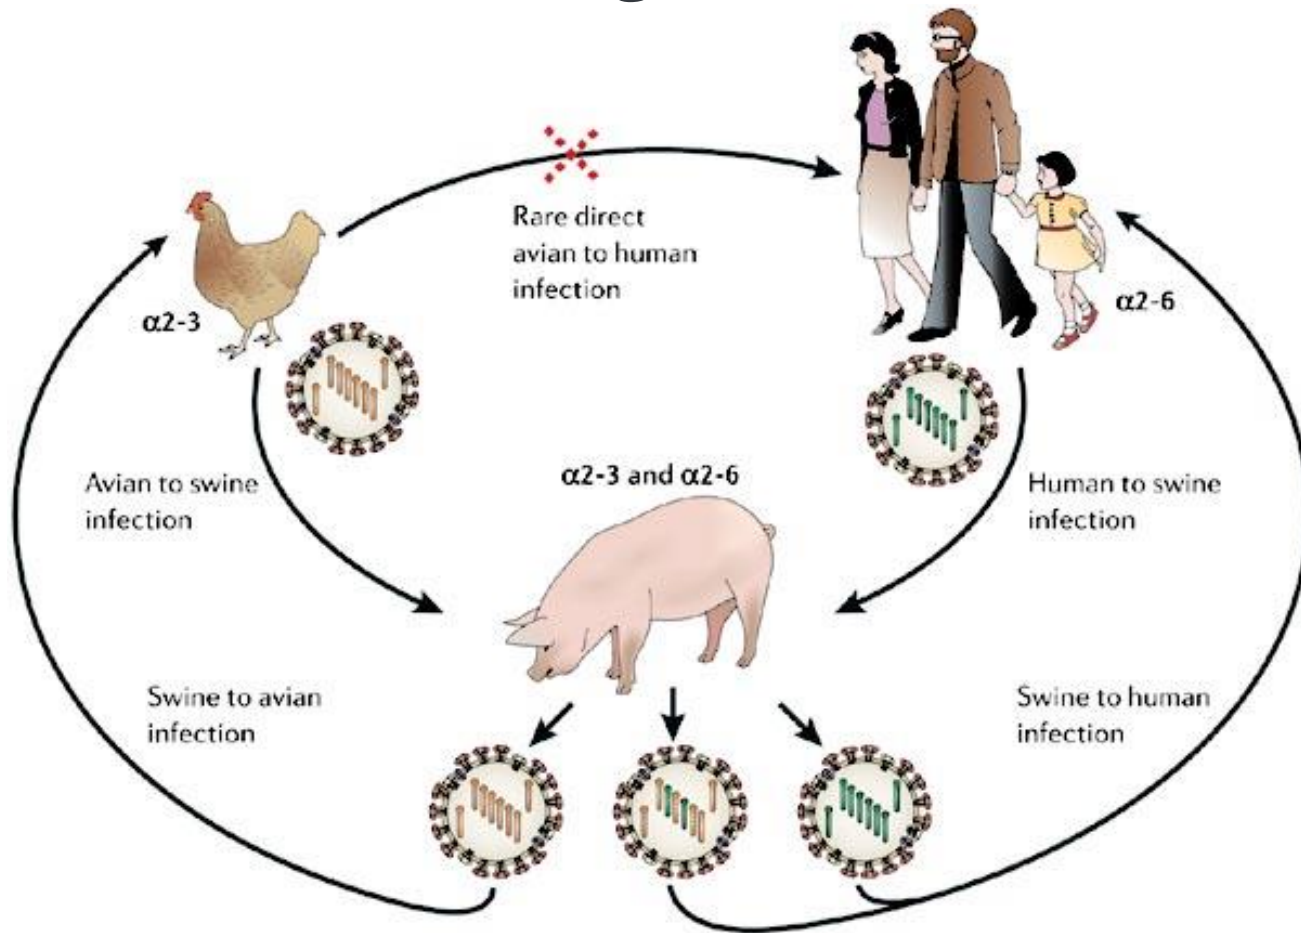 Rare direct
avian to human
infection
α2-3
α2-6
α2-3 and α2-6
Avian to swine
infection
Human to swine
infection
Swine to avian
infection
Swine to human
infection